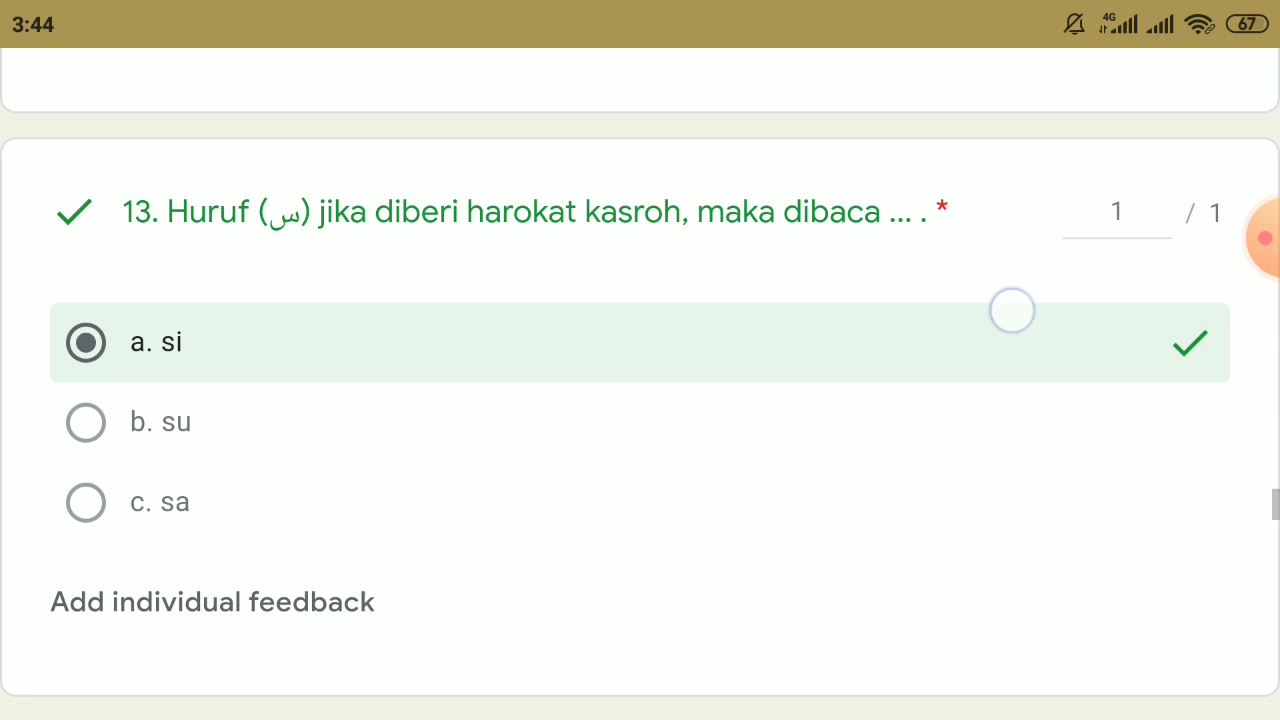 3:44
4G
67
13. Huruf (س) jika diberi harokat kasroh, maka dibaca ... . *
1 / 1
a. si
b. su
c. sa
Add individual feedback